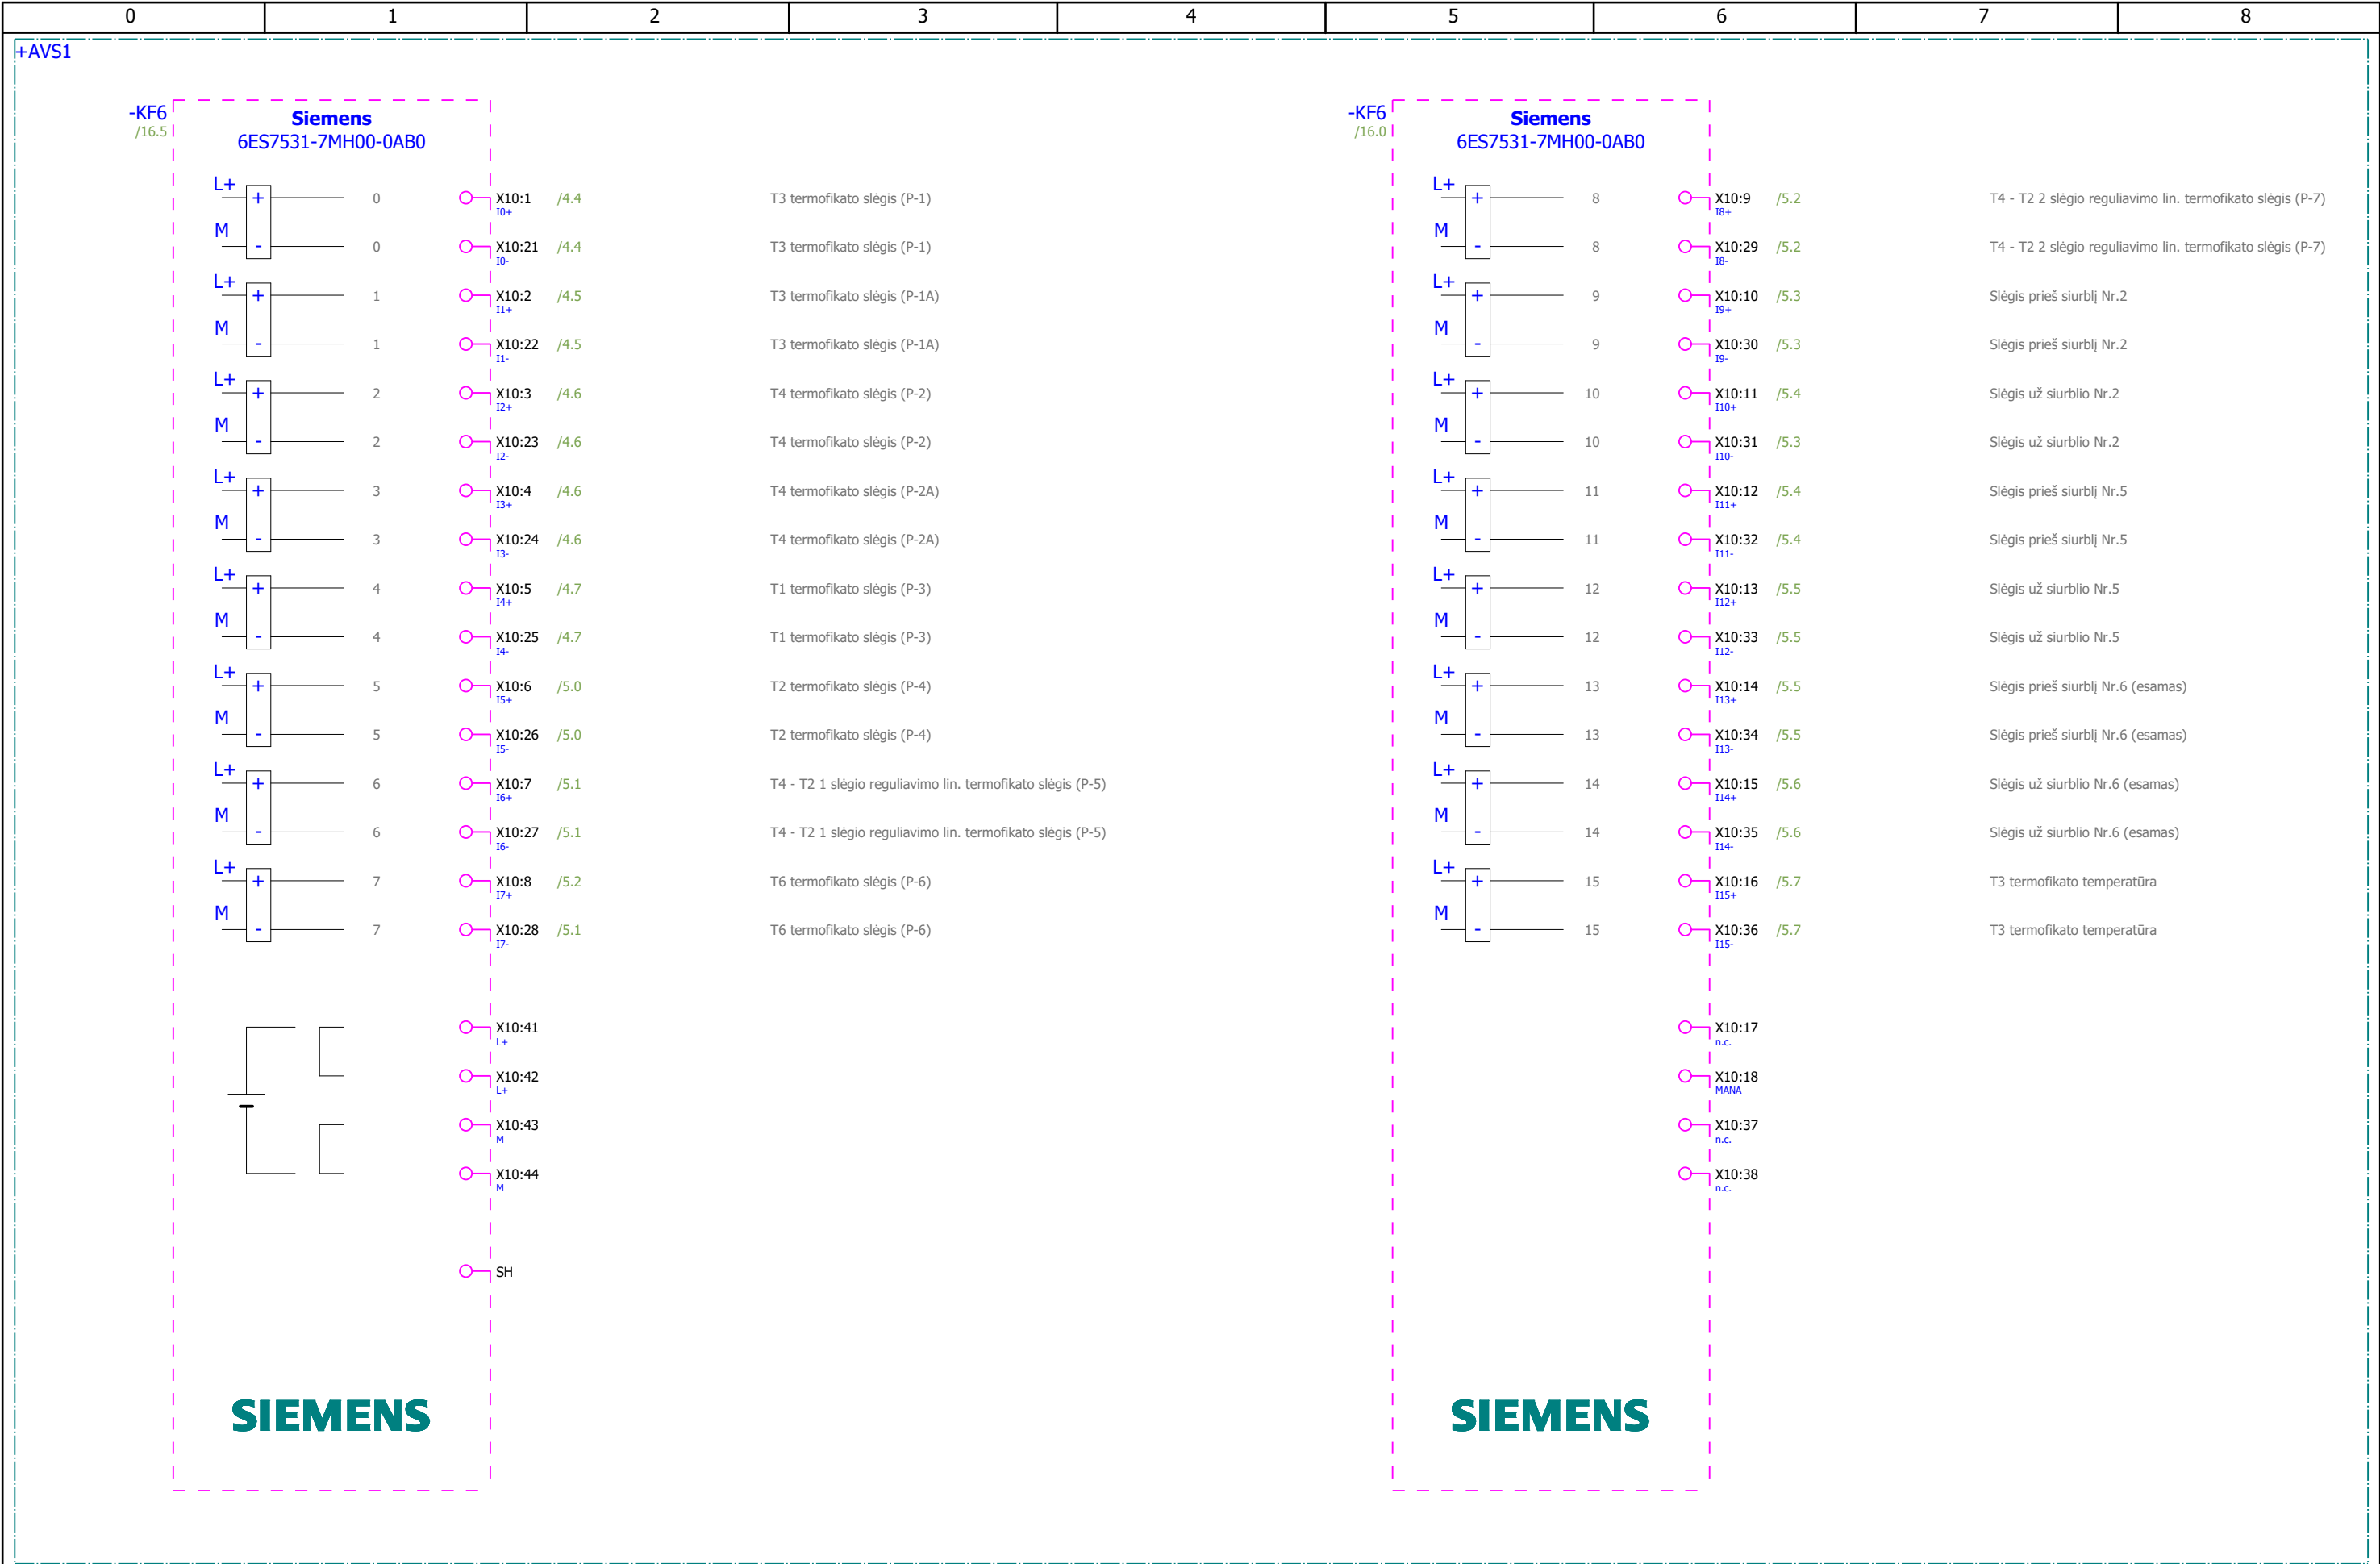 0 1 2 3 4 5 6 7 8
+AVS1
-KF6
/16.5
Siemens
6ES7531-7MH00-0AB0
L+ + 0 X10:1 /4.4 T3 termofikato slėgis (P-1)
I0+
M - 0 X10:21 /4.4 T3 termofikato slėgis (P-1)
I0-
L+ + 1 X10:2 /4.5 T3 termofikato slėgis (P-1A)
I1+
M - 1 X10:22 /4.5 T3 termofikato slėgis (P-1A)
I1-
L+ + 2 X10:3 /4.6 T4 termofikato slėgis (P-2)
I2+
M - 2 X10:23 /4.6 T4 termofikato slėgis (P-2)
I2-
L+ + 3 X10:4 /4.6 T4 termofikato slėgis (P-2A)
I3+
M - 3 X10:24 /4.6 T4 termofikato slėgis (P-2A)
I3-
L+ + 4 X10:5 /4.7 T1 termofikato slėgis (P-3)
I4+
M - 4 X10:25 /4.7 T1 termofikato slėgis (P-3)
I4-
L+ + 5 X10:6 /5.0 T2 termofikato slėgis (P-4)
I5+
M - 5 X10:26 /5.0 T2 termofikato slėgis (P-4)
I5-
L+ + 6 X10:7 /5.1 T4 - T2 1 slėgio reguliavimo lin. termofikato slėgis (P-5)
I6+
M - 6 X10:27 /5.1 T4 - T2 1 slėgio reguliavimo lin. termofikato slėgis (P-5)
I6-
L+ + 7 X10:8 /5.2 T6 termofikato slėgis (P-6)
I7+
M - 7 X10:28 /5.1 T6 termofikato slėgis (P-6)
I7-
X10:41
L+
X10:42
L+
X10:43
M
X10:44
M
SH
SIEMENS
-KF6
/16.0
Siemens
6ES7531-7MH00-0AB0
L+ + 8 X10:9 /5.2 T4 - T2 2 slėgio reguliavimo lin. termofikato slėgis (P-7)
I8+
M - 8 X10:29 /5.2 T4 - T2 2 slėgio reguliavimo lin. termofikato slėgis (P-7)
I8-
L+ + 9 X10:10 /5.3 Slėgis prieš siurblį Nr.2
I9+
M - 9 X10:30 /5.3 Slėgis prieš siurblį Nr.2
I9-
L+ + 10 X10:11 /5.4 Slėgis už siurblio Nr.2
I10+
M - 10 X10:31 /5.3 Slėgis už siurblio Nr.2
I10-
L+ + 11 X10:12 /5.4 Slėgis prieš siurblį Nr.5
I11+
M - 11 X10:32 /5.4 Slėgis prieš siurblį Nr.5
I11-
L+ + 12 X10:13 /5.5 Slėgis už siurblio Nr.5
I12+
M - 12 X10:33 /5.5 Slėgis už siurblio Nr.5
I12-
L+ + 13 X10:14 /5.5 Slėgis prieš siurblį Nr.6 (esamas)
I13+
M - 13 X10:34 /5.5 Slėgis prieš siurblį Nr.6 (esamas)
I13-
L+ + 14 X10:15 /5.6 Slėgis už siurblio Nr.6 (esamas)
I14+
M - 14 X10:35 /5.6 Slėgis už siurblio Nr.6 (esamas)
I14-
L+ + 15 X10:16 /5.7 T3 termofikato temperatūra
I15+
M - 15 X10:36 /5.7 T3 termofikato temperatūra
I15-
X10:17
n.c.
X10:18
MANA
X10:37
n.c.
X10:38
n.c.
SIEMENS